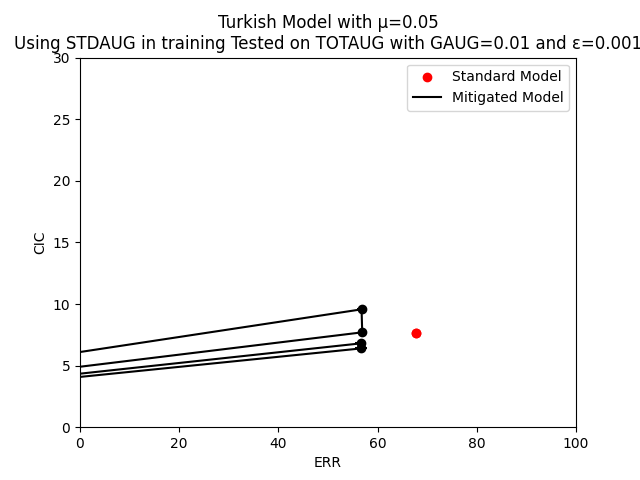 Turkish Model with μ=0.05
Using STDAUG in training Tested on TOTAUG with GAUG=0.01 and ε=0.001
Standard Model
Mitigated Model
30
25
20
15
10
5
0
CIC
0 20 40 60 80 100
ERR